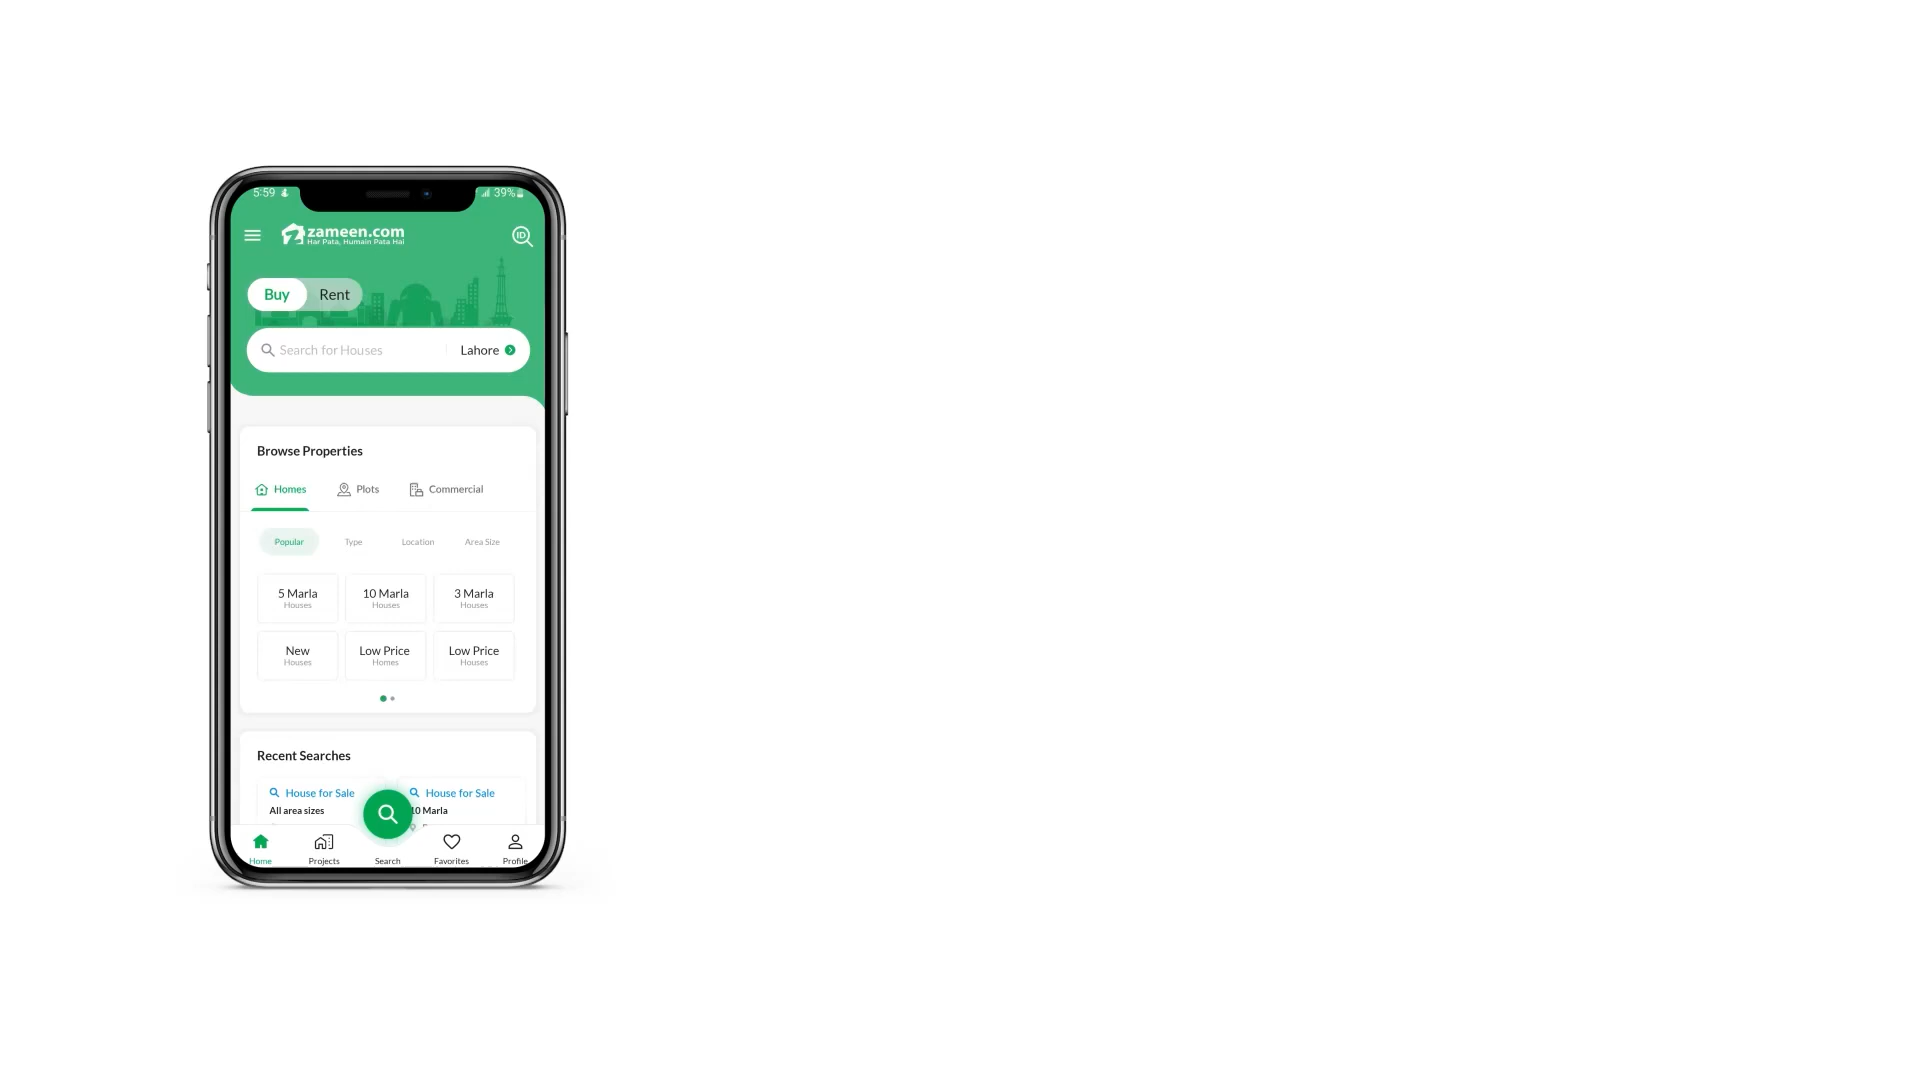 5:59
39%
zameen.com
Har Pata, Humain Pata Hai
ID
Buy
Rent
Search for Houses
Lahore
Browse Properties
Homes
Plots
Commercial
Popular
Type
Location
Area Size
5 Marla
Houses
10 Marla
Houses
3 Marla
Houses
New
Houses
Low Price
Homes
Low Price
Houses
Recent Searches
House for Sale
All area sizes
House for Sale
10 Marla
Home
Projects
Search
Favorites
Profile